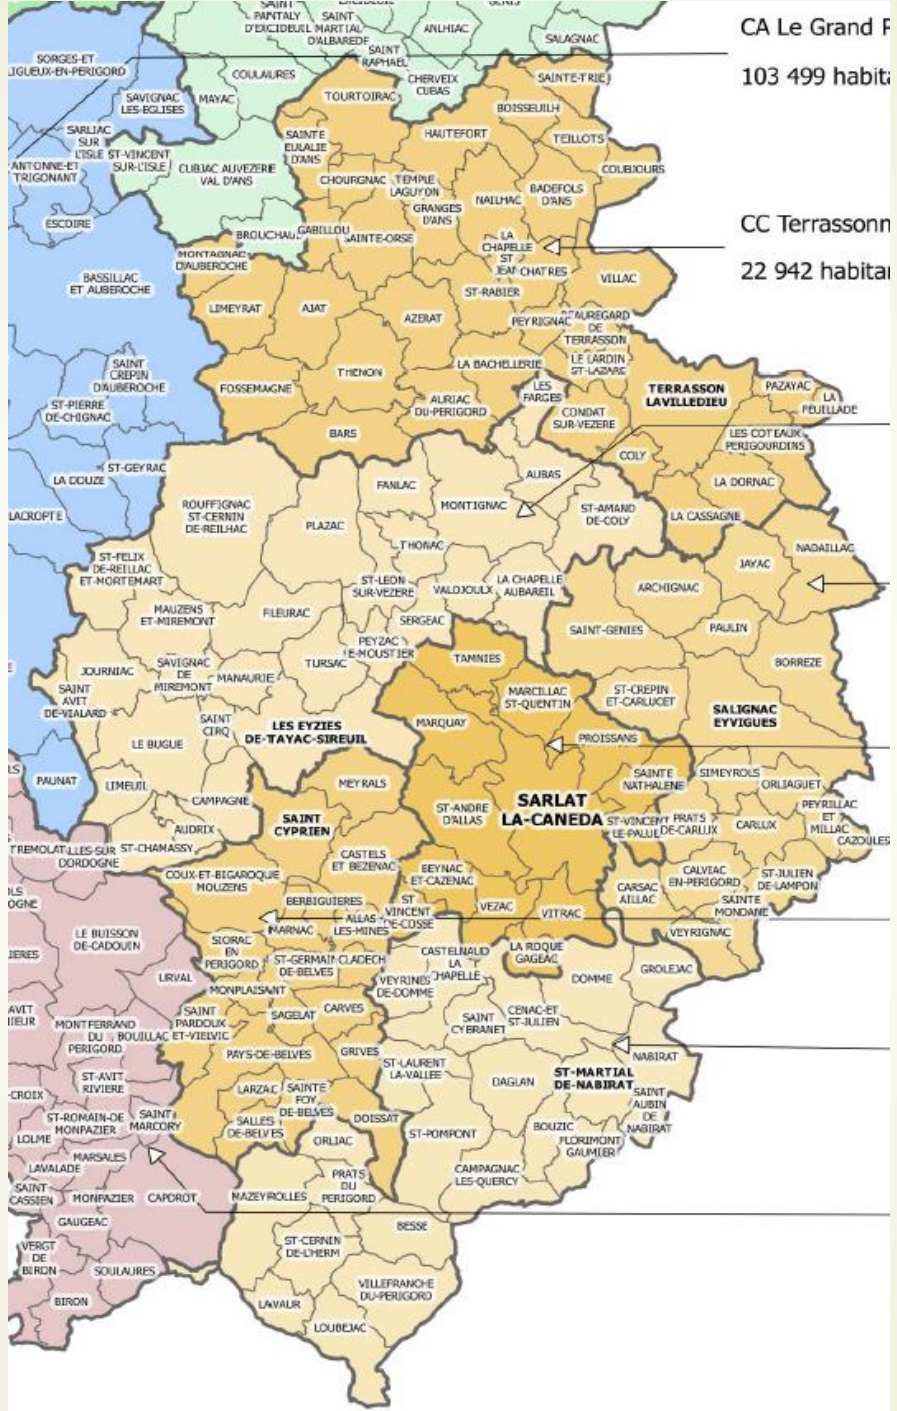 SAINT
PANTALY
D'EXCIDEUIL
SAINT
MARTIAL
D'ALBAREDE
ANLHIAC
SALAGNAC
SAINT
RAPHAEL
CA Le Grand P
103 499 habita
SORGES-ET
LIGUEUX-EN-PERIGORD
COULAURES
CHERVEIX
CUBAS
SAINTE-TRIE
SAVIGNAC
LES-EGLISES
MAYAC
TOURTOIRAC
BOISSEUILH
SARLIAC
SUR
L'ISLE
ST-VINCENT
SUR-L'ISLE
SAINTE
EULALIE
D'ANS
HAUTEFORT
TEILLOTS
ANTONNE-ET
TRIGONANT
CUBJAC AUVEZERE
VAL D'ANS
CHOURGNAC
TEMPLE
LAGUYON
COUBJOURS
BADEFOLS
D'ANS
NAILHAC
GRANGES
D'ANS
ESCOIRE
BROUCHAUD
GABILLOU
SAINTE-ORSE
LA
CHAPELLE
ST
JEAN
CHATRES
CC Terrassonn
22 942 habitan
MONTAGNAC
D'AUBEROCHE
BASSILLAC
ET AUBEROCHE
VILLAC
ST-RABIER
LIMEYRAT
AJAT
AZERAT
PEYRIGNAC
BEAUREGARD
DE
TERRASSON
SAINT
CREPIN
D'AUBEROCHE
THENON
LA BACHELLERIE
LE LARDIN
ST-LAZARE
FOSSEMAGNE
LES
FARGES
TERRASSON
LAVILLEDIEU
PAZAYAC
LA
FEUILLADE
ST-PIERRE
DE-CHIGNAC
AURIAC
DU-PERIGORD
CONDAT
SUR-VEZERE
BARS
LES COTEAUX
PERIGOURDINS
COLY
ST-GEYRAC
LA DOUZE
AUBAS
FANLAC
LA DORNAC
ROUFFIGNAC
ST-CERNIN
DE-REILHAC
MONTIGNAC
ST-AMAND
DE-COLY
LACROPTE
PLAZAC
LA CASSAGNE
THONAC
NADAILLAC
ST-FELIX
DE-REILLAC
ET-MORTEMART
JAYAC
ST-LEON
SUR-VEZERE
VALOJOULX
LA CHAPELLE
AUBAREIL
ARCHIGNAC
MAUZENS
ET-MIREMONT
FLEURAC
SERGEAC
SAINT-GENIES
PAULIN
PEYZAC
LE-MOUSTIER
JOURNIAC
SAVIGNAC
DE
MIREMONT
MANAURIE
TURSAC
TAMNIES
BORREZE
SAINT
AVIT
DE-VIALARD
MARCILLAC
ST-QUENTIN
ST-CREPIN
ET-CARLUCET
SALIGNAC
EYVIGUES
SAINT
CIRQ
LES EYZIES
DE-TAYAC-SIREUIL
MARQUAY
LE BUGUE
PROISSANS
PAUNAT
LIMEUIL
MEYRALS
SAINTE
NATHALENE
SIMEYROLS
ORLIAGUET
CAMPAGNE
SAINT
CYPRIEN
ST-ANDRE
D'ALLAS
SARLAT
LA-CANEDA
ST-VINCENT
LE-PALUEL
PRATS
DE-CARLUX
CARLUX
PEYRILLAC
ET
MILLAC
CAZOULES
AUDRIX
ST-CHAMASSY
TREMOLAT
DORDOGNE
CASTELS
ET BEZENAC
COUX-ET-BIGAROQUE
MOUZENS
BEYNAC
ET-CAZENAC
CARSAC
AILLAC
CALVIAC
EN-PERIGORD
ST-JULIEN
DE-LAMPON
BERBIGUIERES
ALLAS
LES-MINES
MARNAC
ST
VINCENT
DE-COSSE
VEZAC
VITRAC
SAINTE
MONDANE
VEYRIGNAC
LE BUISSON
DE-CADOUIN
SIORAC
EN
PERIGORD
ST-GERMAIN
DE-BELVES
CLADECH
CASTELNAUD
LA
CHAPELLE
LA ROQUE
GAGEAC
DOMME
GROLEJAC
URVAL
MONPLAISANT
VEYRINES
DE-DOMME
SAINT
PARDOUX
ET-VIELVIC
SAGELAT
CARVES
SAINT
CYBRANET
CENAC-ET
ST-JULIEN
MONTFERRAND
DU
PERIGORD
BOUILLAC
PAYS-DE-BELVES
GRIVES
ST-LAURENT
LA-VALLEE
NABIRAT
ST-AVIT
RIVIERE
DAGLAN
ST-MARTIAL
DE-NABIRAT
LARZAC
SAINTE
FOY
DE-BELVES
SAINT
AUBIN
DE
NABIRAT
ST-ROMAIN-DE
MONPAZIER
SAINT
MARCORY
SALLES
DE-BELVES
DOISSAT
ST-POMPONT
BOUZIC
FLORIMONT
GAUMIER
LOLME
ORLIAC
MARSALES
LAVALADE
CAMPAGNAC
LES-QUERCY
SAINT
CASSIEN
MONPAZIER
CAPDROT
MAZEYROLLES
PRATS
DU
PERIGORD
GAUGEAC
BESSE
VERGT
DE
BIRON
SOULAURES
ST-CERNIN
DE-L'HERM
VILLEFRANCHE
DU-PERIGORD
BIRON
LAVAUR
LOUBEJAC